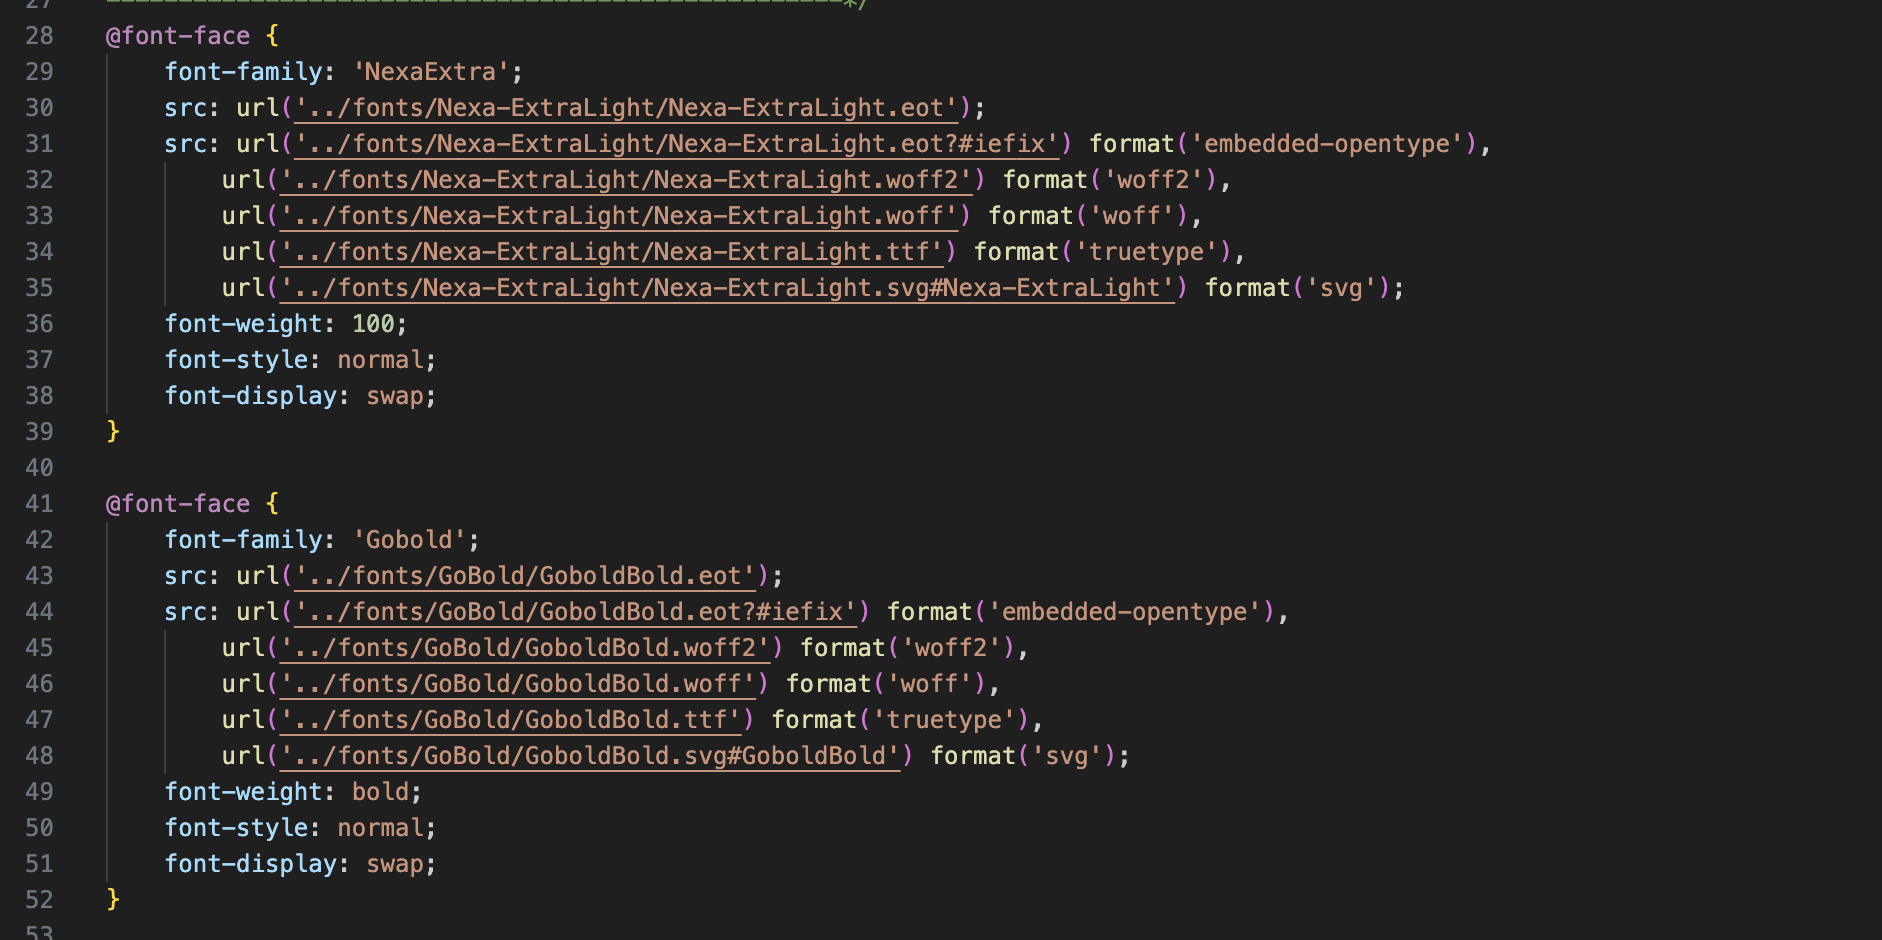 27 ---------------------------------------------------*/
28 @font-face {
29 font-family: 'NexaExtra';
30 src: url('../fonts/Nexa-ExtraLight/Nexa-ExtraLight.eot');
31 src: url('../fonts/Nexa-ExtraLight/Nexa-ExtraLight.eot?#iefix') format('embedded-opentype'),
32 url('../fonts/Nexa-ExtraLight/Nexa-ExtraLight.woff2') format('woff2'),
33 url('../fonts/Nexa-ExtraLight/Nexa-ExtraLight.woff') format('woff'),
34 url('../fonts/Nexa-ExtraLight/Nexa-ExtraLight.ttf') format('truetype'),
35 url('../fonts/Nexa-ExtraLight/Nexa-ExtraLight.svg#Nexa-ExtraLight') format('svg');
36 font-weight: 100;
37 font-style: normal;
38 font-display: swap;
39 }
40
41 @font-face {
42 font-family: 'Gobold';
43 src: url('../fonts/GoBold/GoboldBold.eot');
44 src: url('../fonts/GoBold/GoboldBold.eot?#iefix') format('embedded-opentype'),
45 url('../fonts/GoBold/GoboldBold.woff2') format('woff2'),
46 url('../fonts/GoBold/GoboldBold.woff') format('woff'),
47 url('../fonts/GoBold/GoboldBold.ttf') format('truetype'),
48 url('../fonts/GoBold/GoboldBold.svg#GoboldBold') format('svg');
49 font-weight: bold;
50 font-style: normal;
51 font-display: swap;
52 }
53